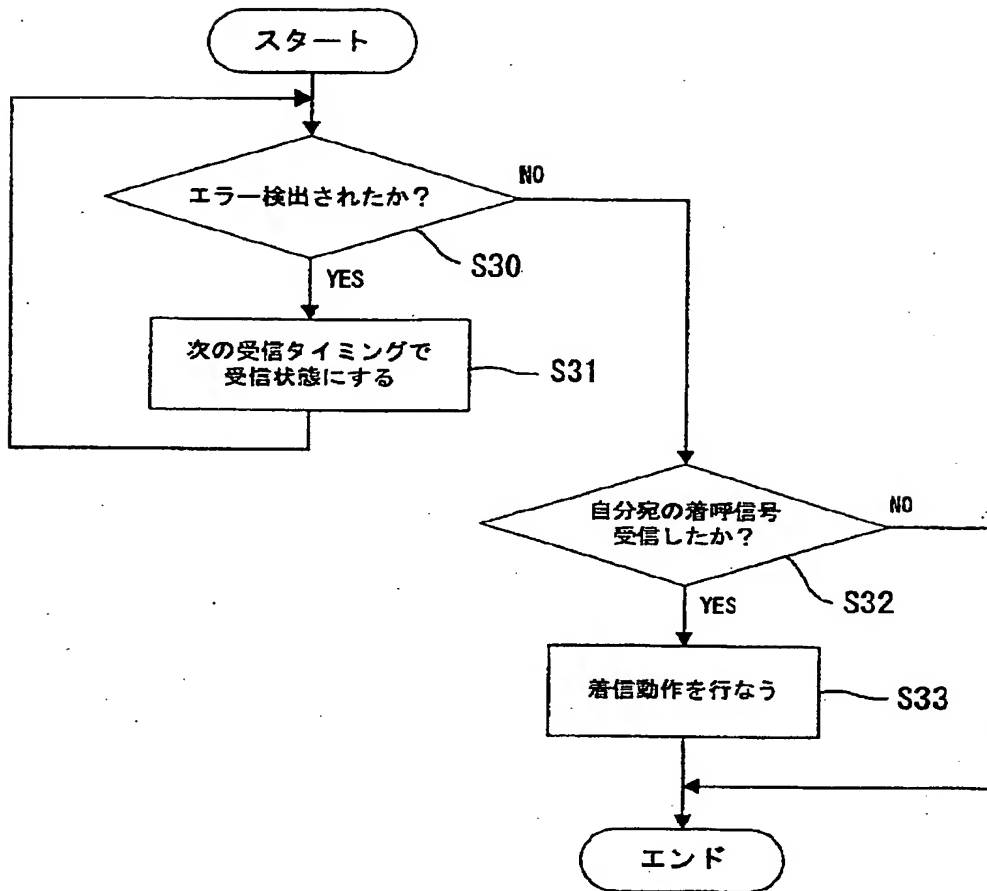 スタート
エラー検出されたか？
NO
S30
YES
次の受信タイミングで
受信状態にする
S31
自分宛の着呼信号
受信したか？
NO
S32
YES
着信動作を行なう
S33
エンド